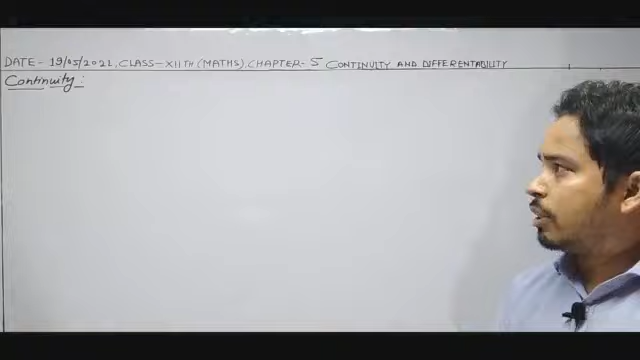 DATE - 19/05/2021, CLASS-XIITH (MATHS), CHAPTER-5 CONTINUITY AND DIFFERENTABILITY
Continuity :